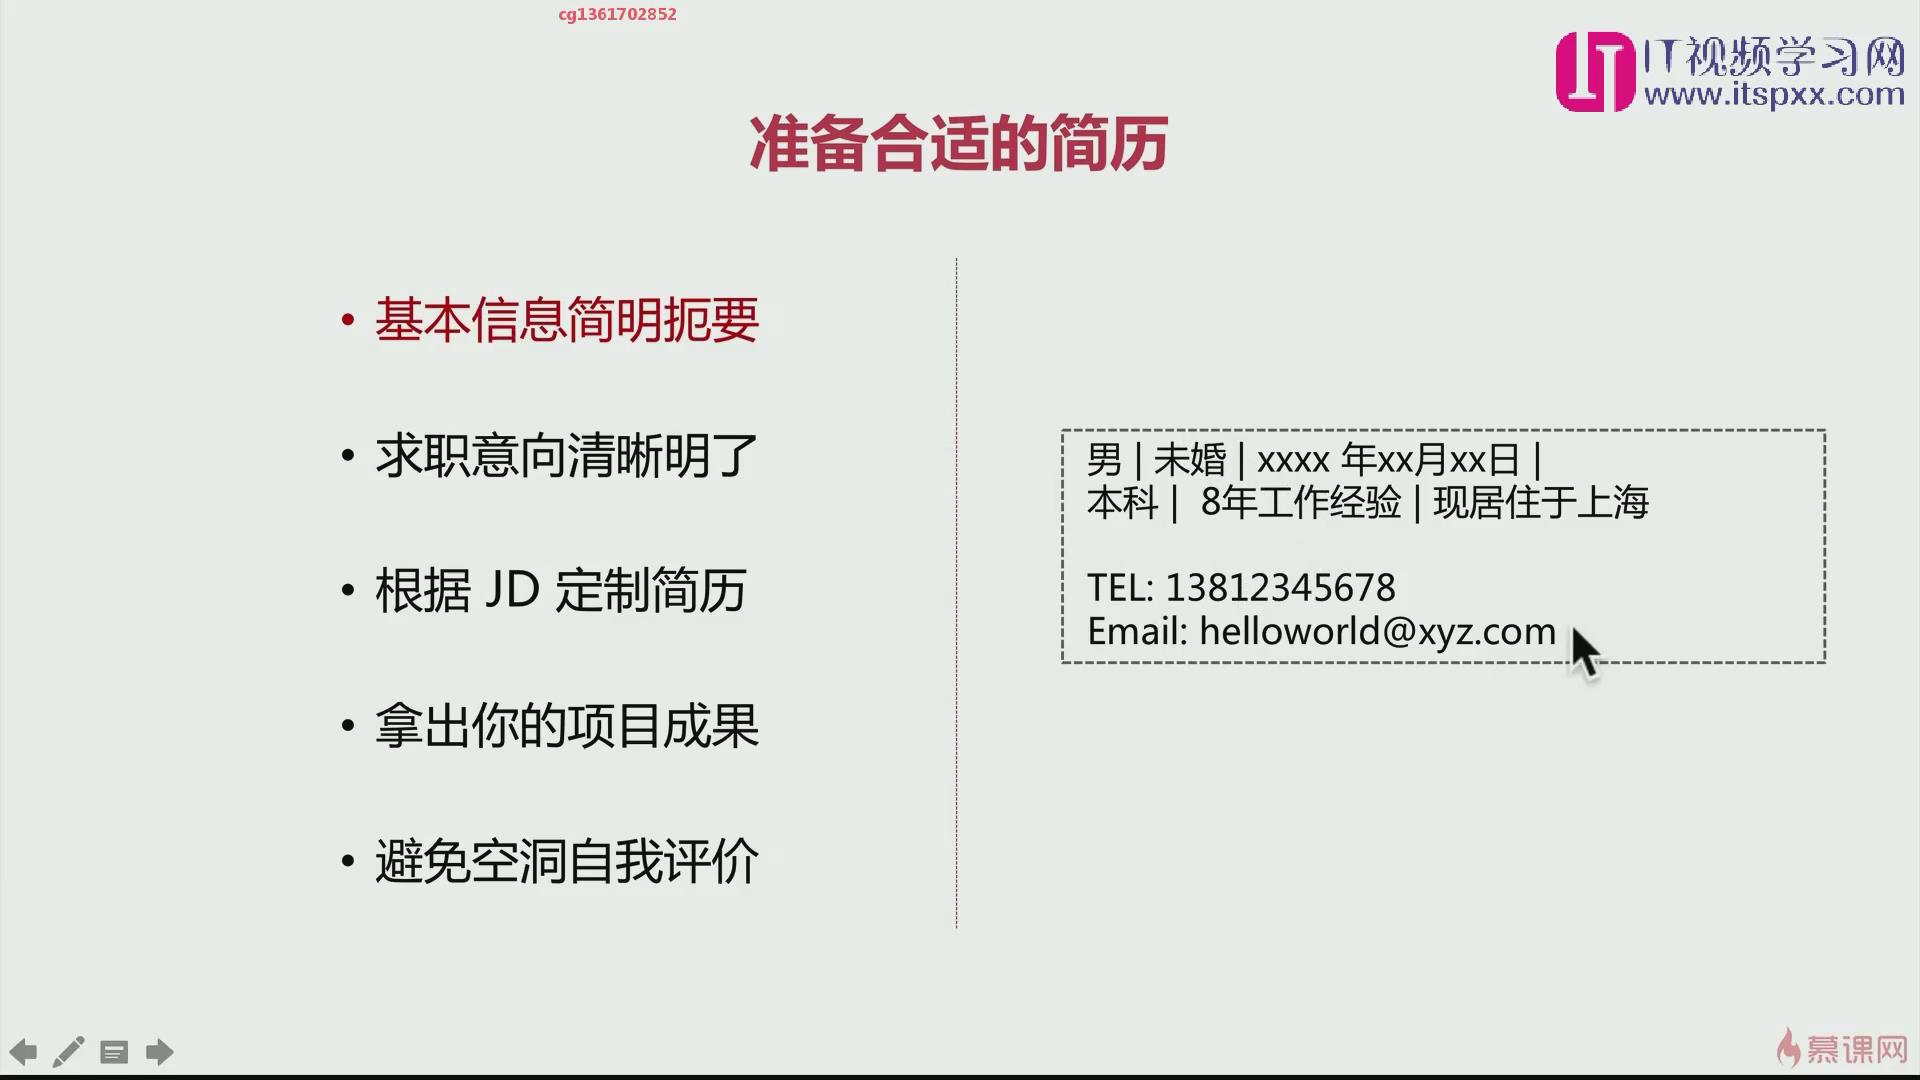 cg1361702852
IT视频学习网
www.itspxx.com
准备合适的简历
• 基本信息简明扼要
• 求职意向清晰明了
• 根据 JD 定制简历
• 拿出你的项目成果
• 避免空洞自我评价
男 | 未婚 | xxxx 年xx月xx日 |
本科 | 8年工作经验 | 现居住于上海
TEL: 13812345678
Email: helloworld@xyz.com
慕课网